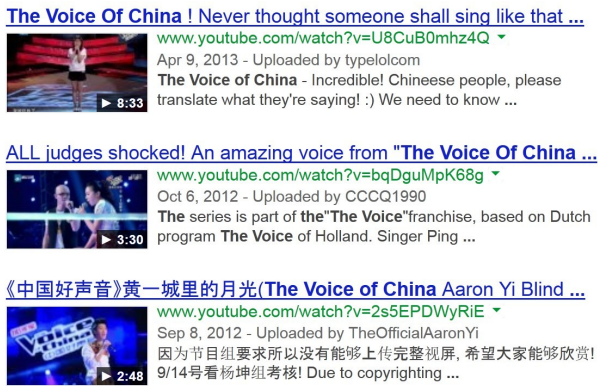 The Voice Of China ! Never thought someone shall sing like that ...
www.youtube.com/watch?v=U8CuB0mhz4Q
Apr 9, 2013 - Uploaded by typelolcom
The Voice of China - Incredible! Chineese people, please
translate what they're saying! :) We need to know ...
8:33
ALL judges shocked! An amazing voice from "The Voice Of China ...
www.youtube.com/watch?v=bqDguMpK68g
Oct 6, 2012 - Uploaded by CCCQ1990
The series is part of the"The Voice"franchise, based on Dutch
program The Voice of Holland. Singer Ping ...
3:30
《中国好声音》黄一城里的月光(The Voice of China Aaron Yi Blind ...
www.youtube.com/watch?v=2s5EPDWyRiE
Sep 8, 2012 - Uploaded by TheOfficialAaronYi
因为节目组要求所以没有能够上传完整视屏, 希望大家能够欣赏!
9/14号看杨坤组考核! Due to copyrighting ...
Voice
China
2:48